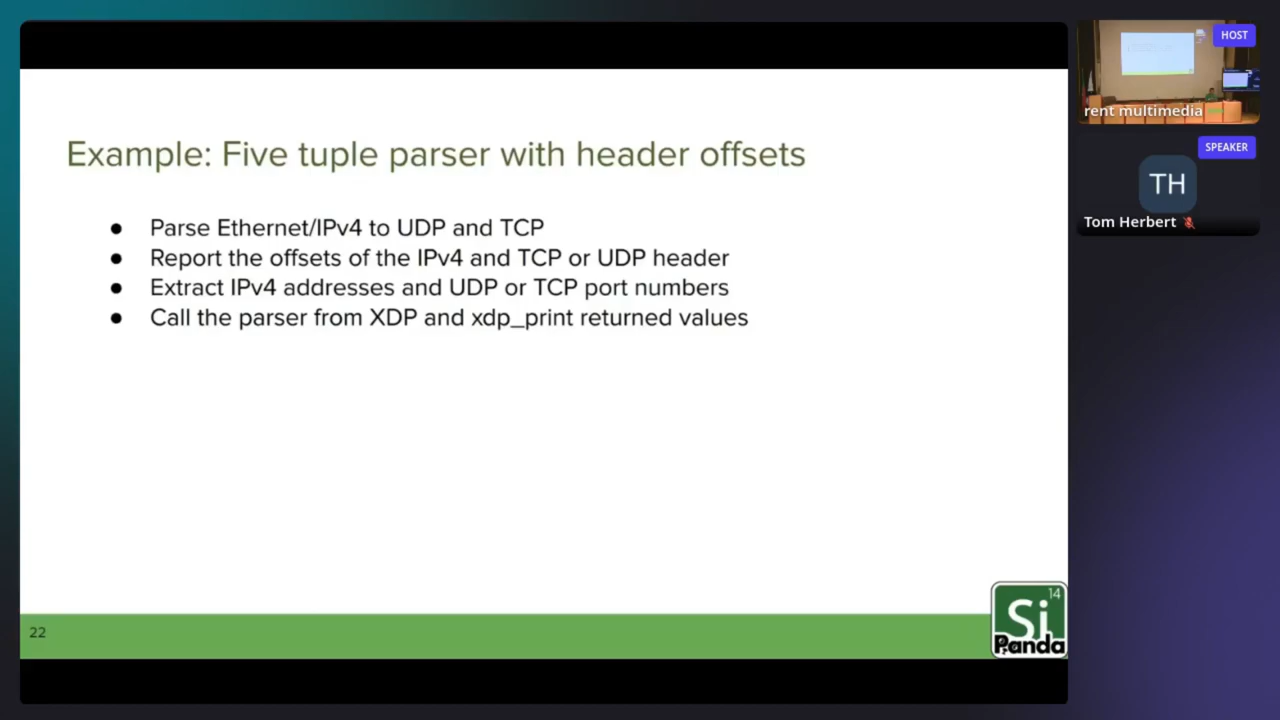 Example: Five tuple parser with header offsets
● Parse Ethernet/IPv4 to UDP and TCP
● Report the offsets of the IPv4 and TCP or UDP header
● Extract IPv4 addresses and UDP or TCP port numbers
● Call the parser from XDP and xdp_print returned values
22
14
Si
Panda
HOST
rent multimedia
SPEAKER
TH
Tom Herbert